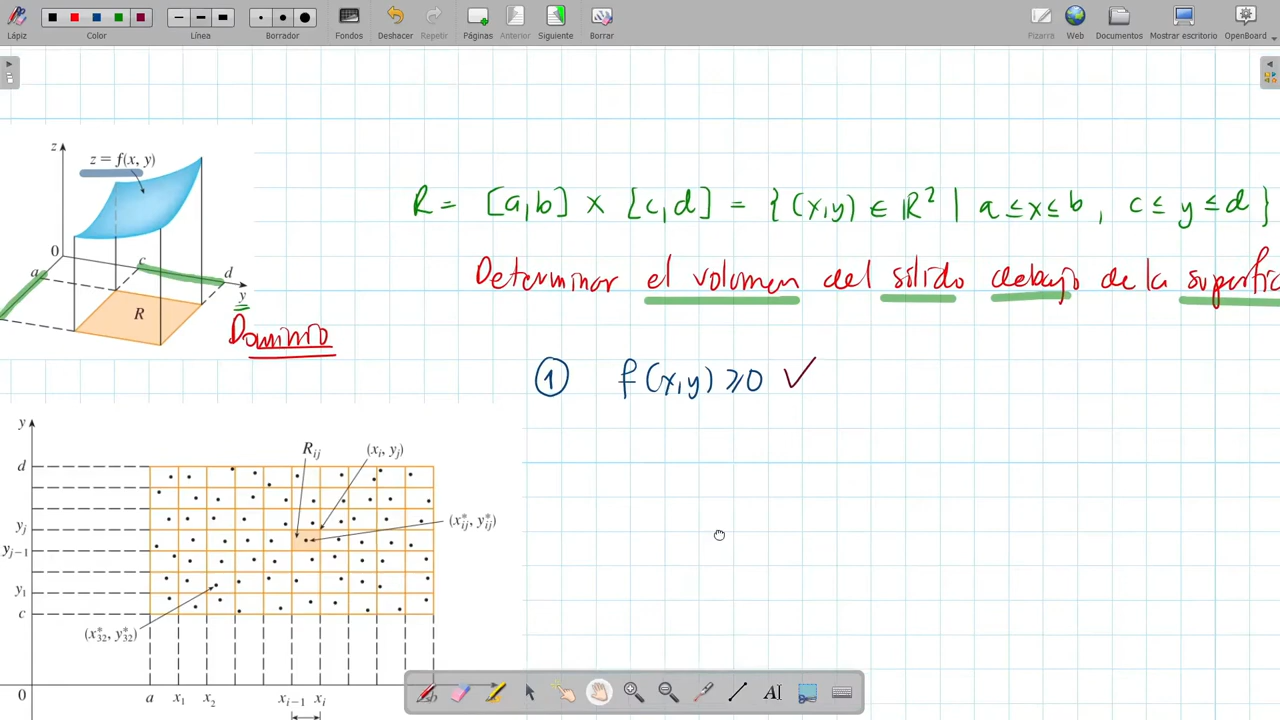 Lápiz Color Línea Borrador Fondos Deshacer Repetir Páginas Anterior Siguiente Borrar Pizarra Web Documentos Mostrar escritorio OpenBoard
z
z = f(x, y)
0
a
c
d
y
R
Dominio
R = [a,b] × [c,d] = {(x,y) ∈ R² | a ≤ x ≤ b, c ≤ y ≤ d}
Determinar el volumen del sólido debajo de la
① f(x,y) ⩾ 0 ✓
y
d
R_ij
(x_i, y_j)
(x*_ij, y*_ij)
y_j
y_j−1
y_1
c
(x*_32, y*_32)
0
a x_1 x_2 x_i−1 x_i